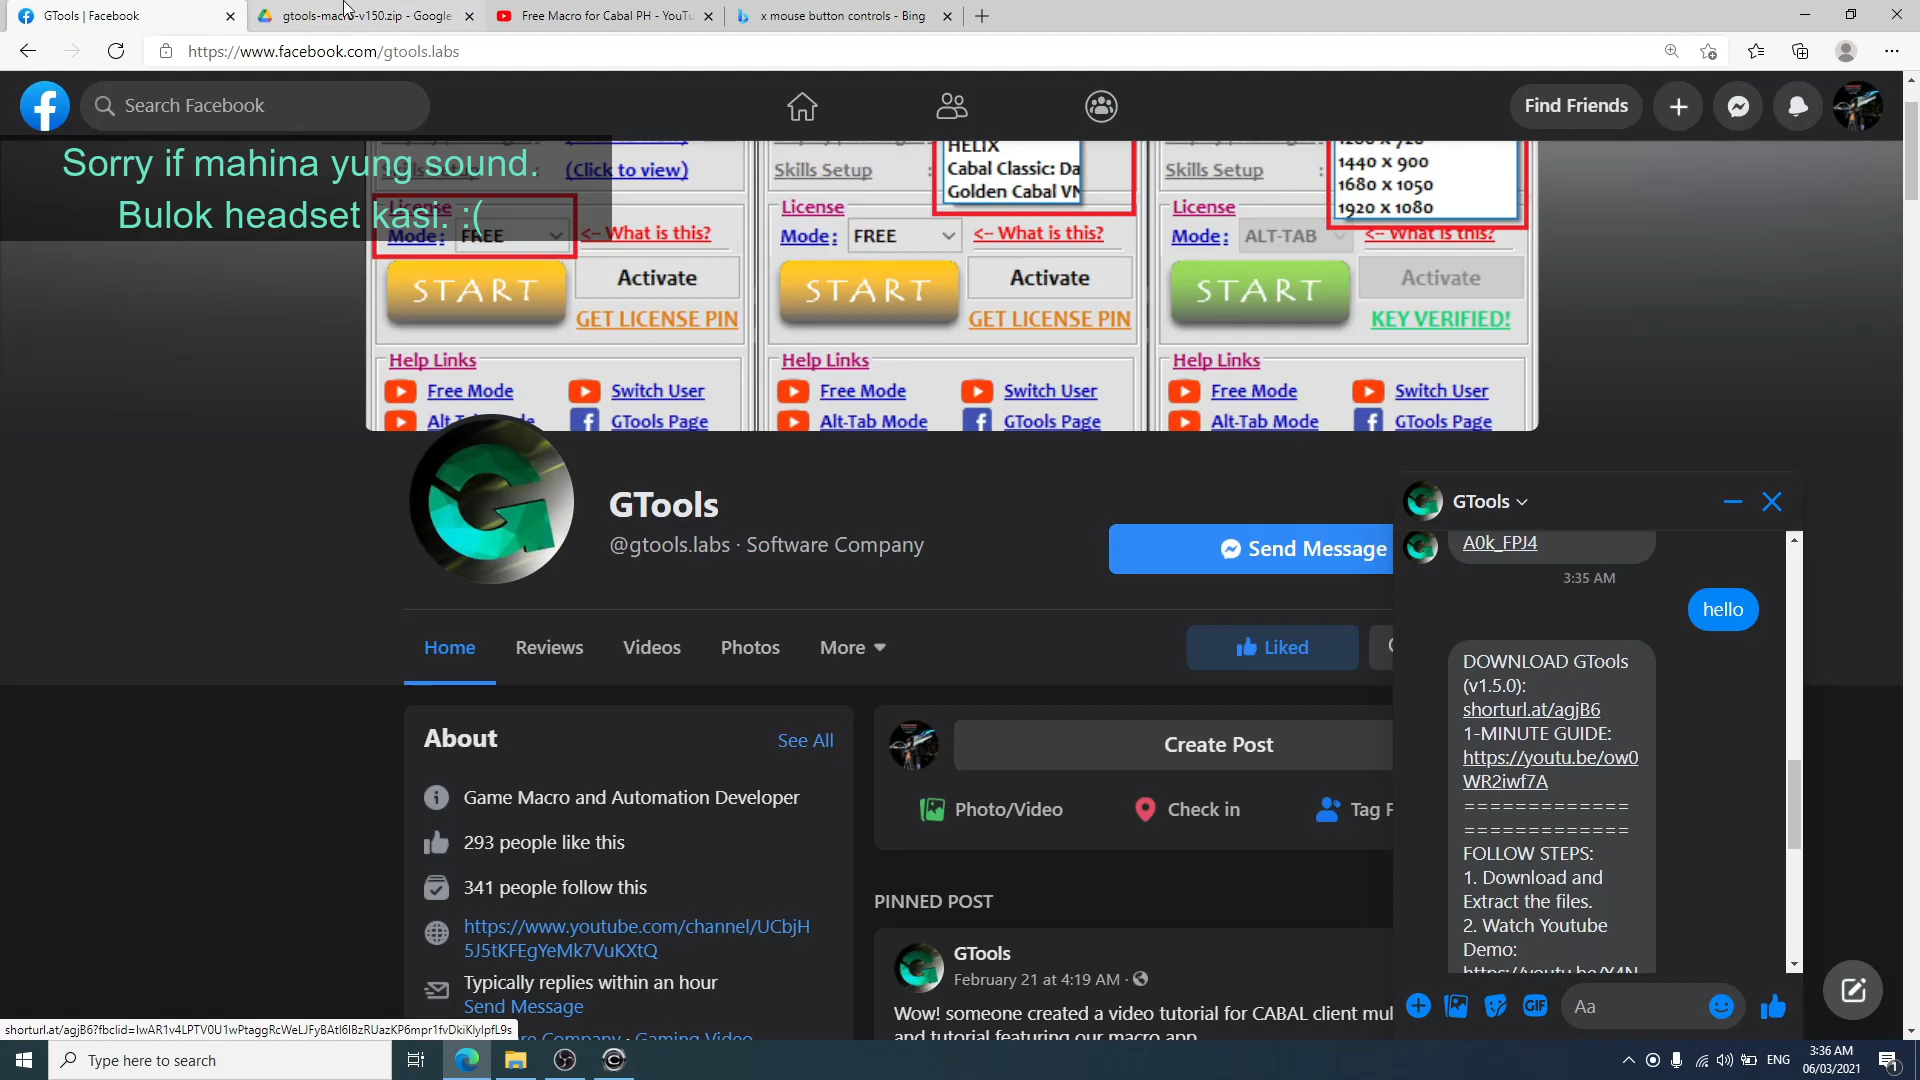 GTools | Facebook
gtools-macro-v150.zip - Google
Free Macro for Cabal PH - YouTu
x mouse button controls - Bing
https://www.facebook.com/gtools.labs
Search Facebook
Find Friends
Sorry if mahina yung sound.
Bulok headset kasi. :(
(Click to view)
License
Mode:
FREE
<-- What is this?
START
Activate
GET LICENSE PIN
Help Links
Free Mode
Switch User
GTools Page
HELIX
Skills Setup :
Cabal Classic: Da
Golden Cabal VN
License
Mode:
FREE
<-- What is this?
START
Activate
GET LICENSE PIN
Help Links
Free Mode
Switch User
Alt-Tab Mode
GTools Page
Skills Setup :
1440 x 900
1680 x 1050
1920 x 1080
License
Mode:
ALT-TAB
<-- What is this?
START
Activate
KEY VERIFIED!
Help Links
Free Mode
Switch User
Alt-Tab Mode
GTools Page
GTools
@gtools.labs · Software Company
Send Message
Home
Reviews
Videos
Photos
More
Liked
About
See All
Game Macro and Automation Developer
293 people like this
341 people follow this
https://www.youtube.com/channel/UCbjH
5J5tKFEgYeMk7VuKXtQ
Typically replies within an hour
Send Message
Create Post
Photo/Video
Check in
Tag F
PINNED POST
GTools
February 21 at 4:19 AM ·
Wow! someone created a video tutorial for CABAL client mul
and tutorial featuring our macro app
GTools
A0k_FPJ4
3:35 AM
hello
DOWNLOAD GTools
(v1.5.0):
shorturl.at/agjB6
1-MINUTE GUIDE:
https://youtu.be/ow0
WR2iwf7A
=============
=============
FOLLOW STEPS:
1. Download and
Extract the files.
2. Watch Youtube
Demo:
Aa
GIF
Type here to search
ENG
3:36 AM
06/03/2021